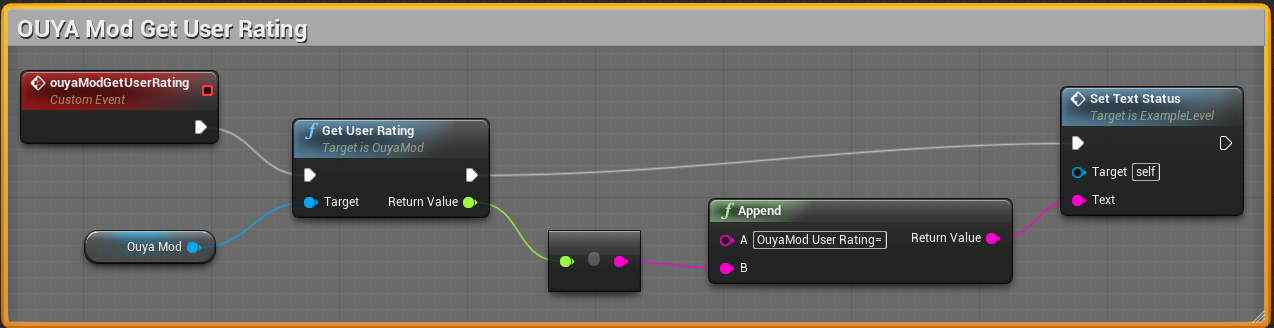 OUYA Mod Get User Rating
ouyaModGetUserRating
Custom Event
f Get User Rating
Target is OuyaMod
Target
Return Value
Ouya Mod
f Append
A OuyaMod User Rating=
Return Value
B
Set Text Status
Target is ExampleLevel
Target self
Text